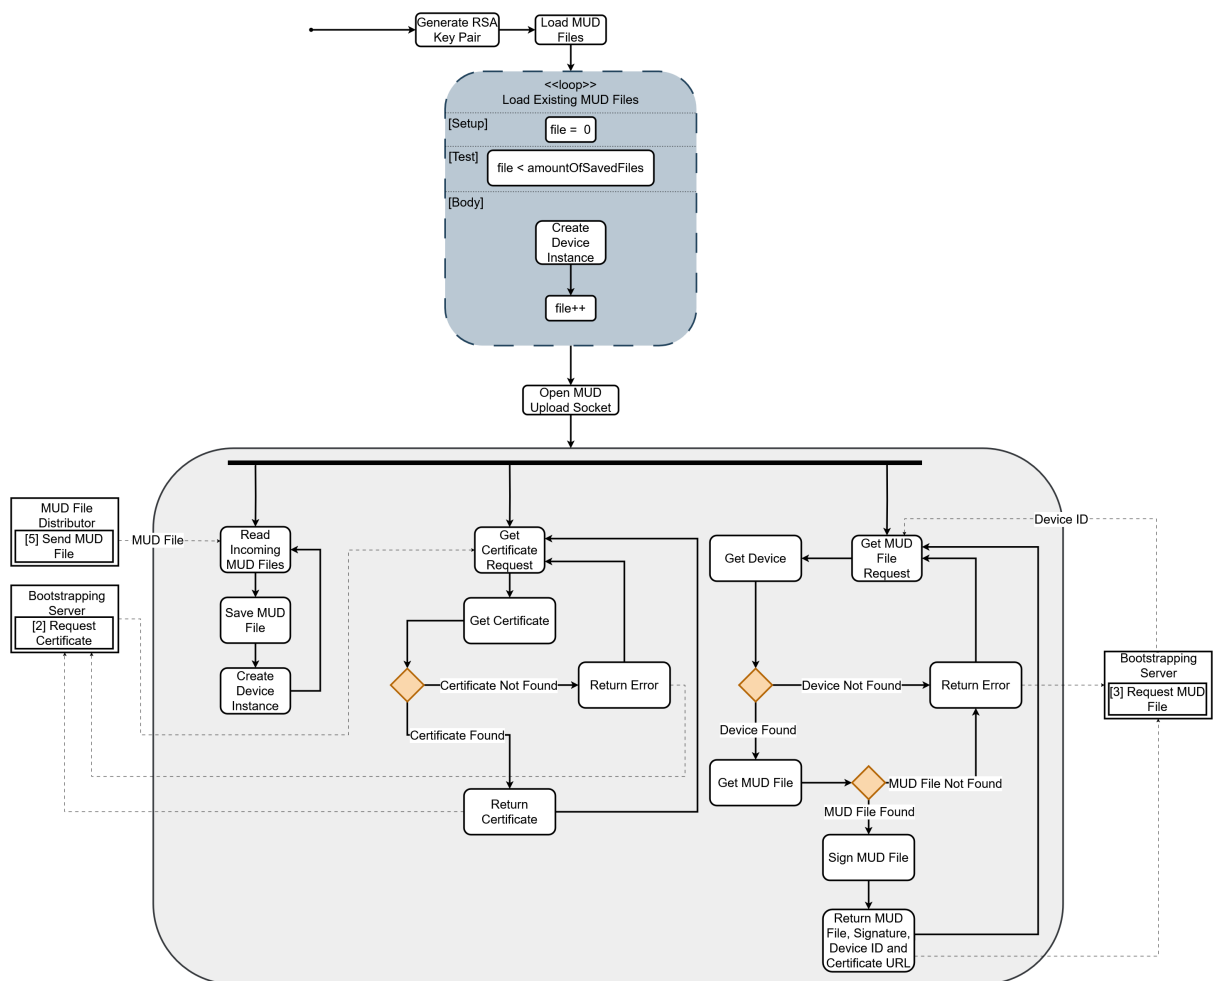 Generate RSA
Key Pair
Load MUD
Files
<<loop>>
Load Existing MUD Files
[Setup]
file = 0
[Test]
file < amountOfSavedFiles
[Body]
Create
Device
Instance
file++
Open MUD
Upload Socket
MUD File
Distributor
[5] Send MUD
File
MUD File
Read
Incoming
MUD Files
Save MUD
File
Create
Device
Instance
Bootstrapping
Server
[2] Request
Certificate
Get
Certificate
Request
Get Certificate
Certificate Not Found
Return Error
Certificate Found
Return
Certificate
Device ID
Get MUD
File
Request
Get Device
Device Not Found
Return Error
Device Found
Get MUD File
MUD File Not Found
MUD File Found
Sign MUD File
Return MUD
File, Signature,
Device ID and
Certificate URL
Bootstrapping
Server
[3] Request MUD
File